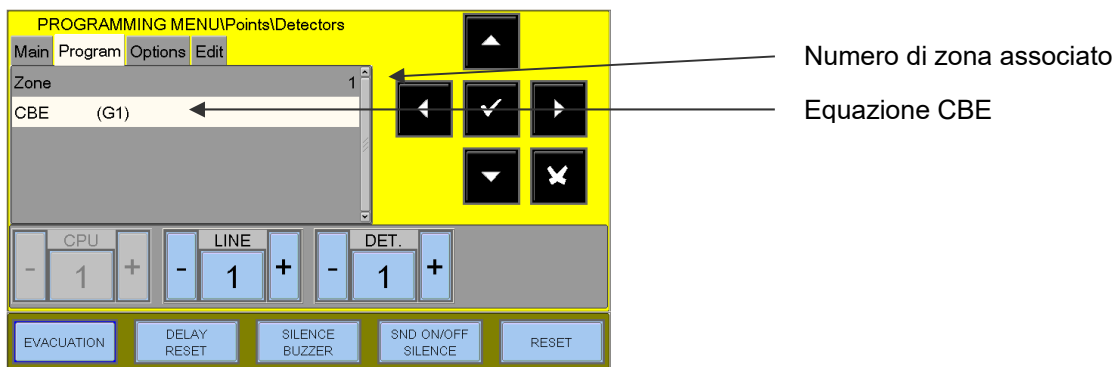 PROGRAMMING MENU\Points\Detectors
Main Program Options Edit
Zone 1
CBE (G1)
Numero di zona associato
Equazione CBE
CPU LINE DET.
- 1 + - 1 + - 1 +
EVACUATION
DELAY
RESET
SILENCE
BUZZER
SND ON/OFF
SILENCE
RESET